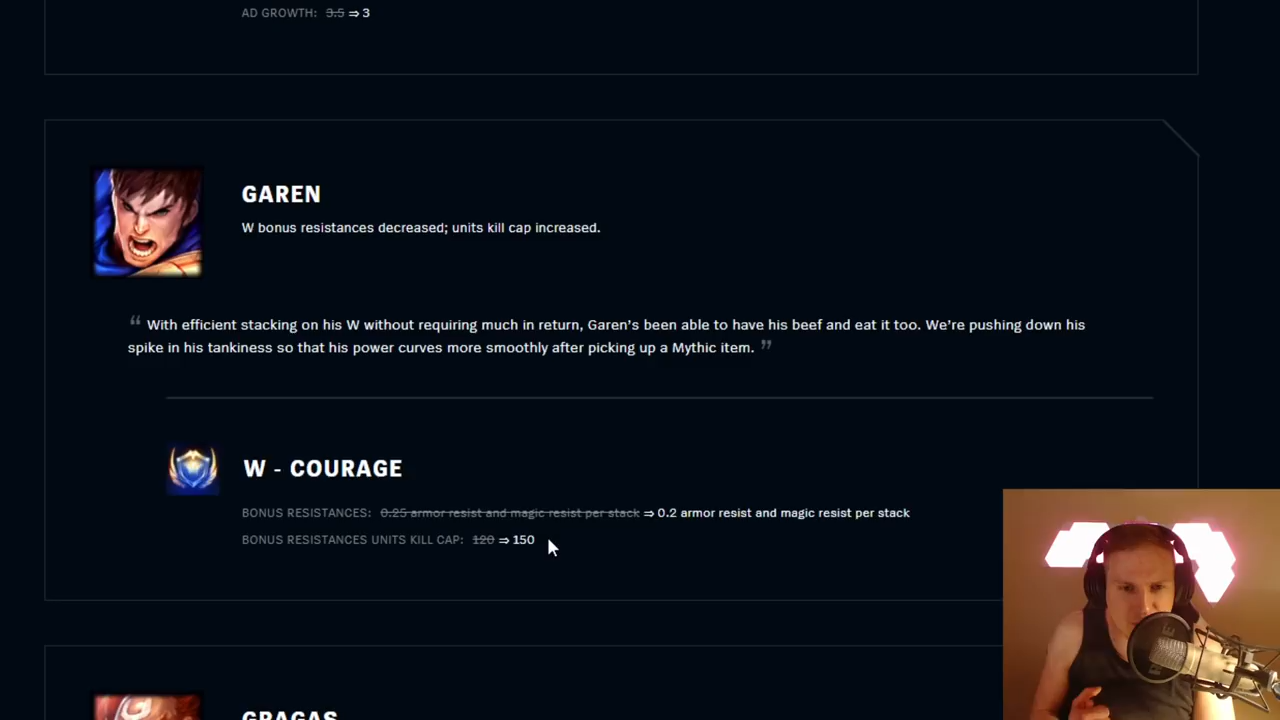 AD GROWTH: 3.5 ⇒ 3
GAREN
W bonus resistances decreased; units kill cap increased.
“ With efficient stacking on his W without requiring much in return, Garen’s been able to have his beef and eat it too. We’re pushing down his
spike in his tankiness so that his power curves more smoothly after picking up a Mythic item. ”
W - COURAGE
BONUS RESISTANCES: 0.25 armor resist and magic resist per stack ⇒ 0.2 armor resist and magic resist per stack
BONUS RESISTANCES UNITS KILL CAP: 120 ⇒ 150
GRAGAS